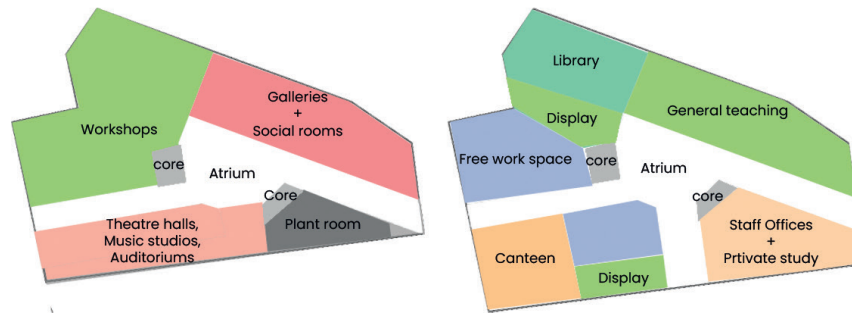 Galleries
+
Social rooms
Workshops
core
Atrium
Core
Theatre halls,
Music studios,
Auditoriums
Plant room
Library
Display
General teaching
Free work space
core
Atrium
core
Staff Offices
+
Prtivate study
Canteen
Display